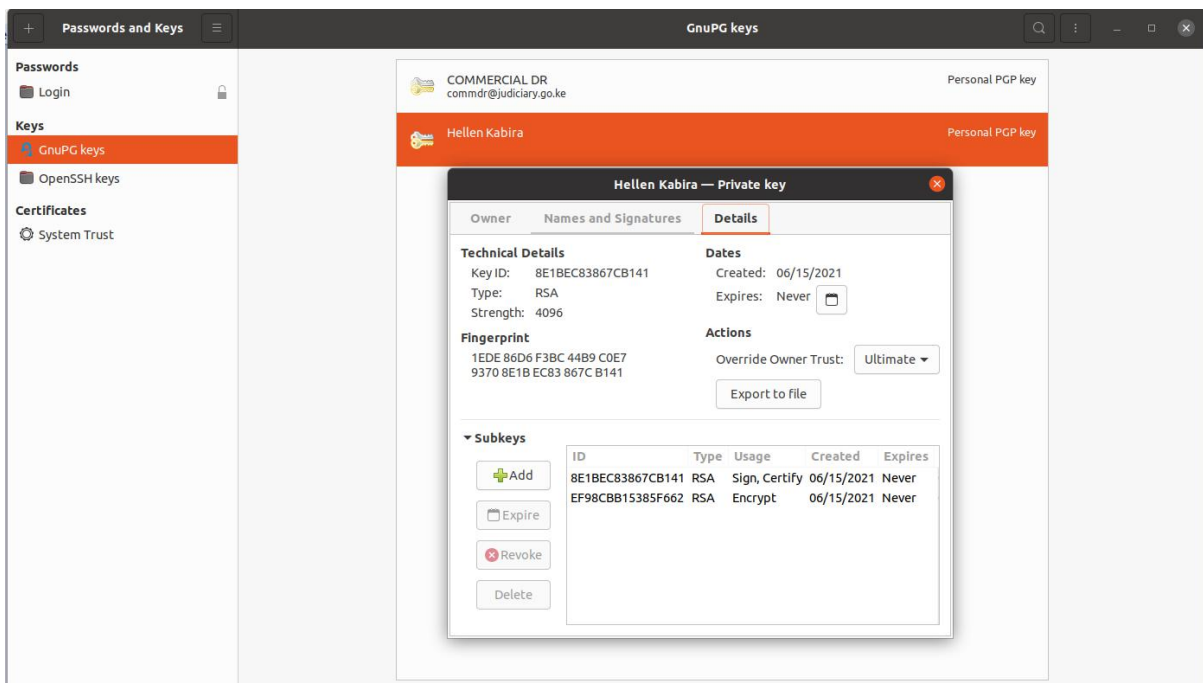 Passwords and Keys
GnuPG keys
Passwords
Login
Keys
GnuPG keys
OpenSSH keys
Certificates
System Trust
COMMERCIAL DR
commdr@judiciary.go.ke
Personal PGP key
Hellen Kabira
Personal PGP key
Hellen Kabira — Private key
Owner Names and Signatures Details
Technical Details
Key ID: 8E1BEC83867CB141
Type: RSA
Strength: 4096
Fingerprint
1EDE 86D6 F3BC 44B9 C0E7
9370 8E1B EC83 867C B141
Dates
Created: 06/15/2021
Expires: Never
Actions
Override Owner Trust: Ultimate
Export to file
Subkeys
Add
Expire
Revoke
Delete
ID Type Usage Created Expires
8E1BEC83867CB141 RSA Sign, Certify 06/15/2021 Never
EF98CBB15385F662 RSA Encrypt 06/15/2021 Never